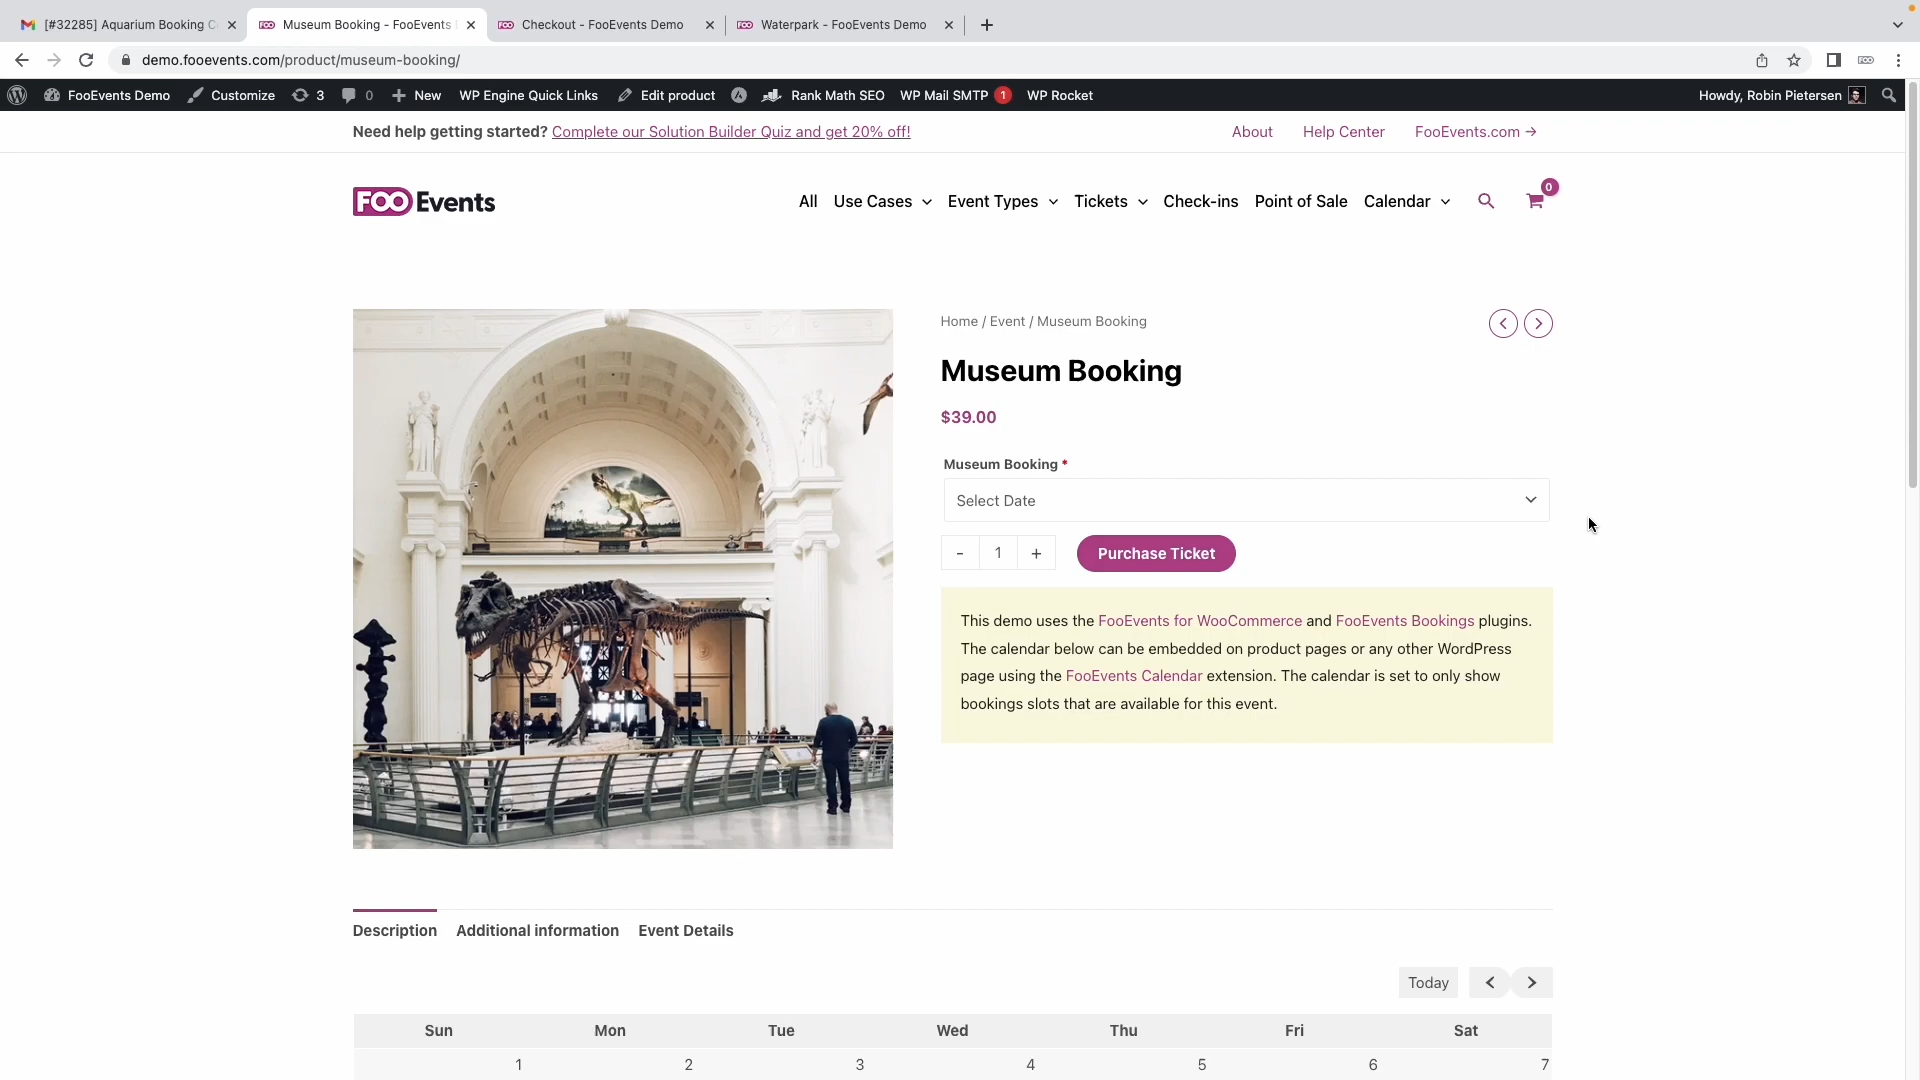 [#32285] Aquarium Booking C
Museum Booking - FooEvents
Checkout - FooEvents Demo
Waterpark - FooEvents Demo
demo.fooevents.com/product/museum-booking/
FooEvents Demo Customize 3 0 New WP Engine Quick Links Edit product Rank Math SEO WP Mail SMTP 1 WP Rocket Howdy, Robin Pietersen
Need help getting started? Complete our Solution Builder Quiz and get 20% off! About Help Center FooEvents.com →
FOO Events All Use Cases Event Types Tickets Check-ins Point of Sale Calendar 0
Home / Event / Museum Booking
Museum Booking
$39.00
Museum Booking *
Select Date
- 1 + Purchase Ticket
This demo uses the FooEvents for WooCommerce and FooEvents Bookings plugins.
The calendar below can be embedded on product pages or any other WordPress
page using the FooEvents Calendar extension. The calendar is set to only show
bookings slots that are available for this event.
Description Additional information Event Details
Today
Sun Mon Tue Wed Thu Fri Sat
1 2 3 4 5 6 7